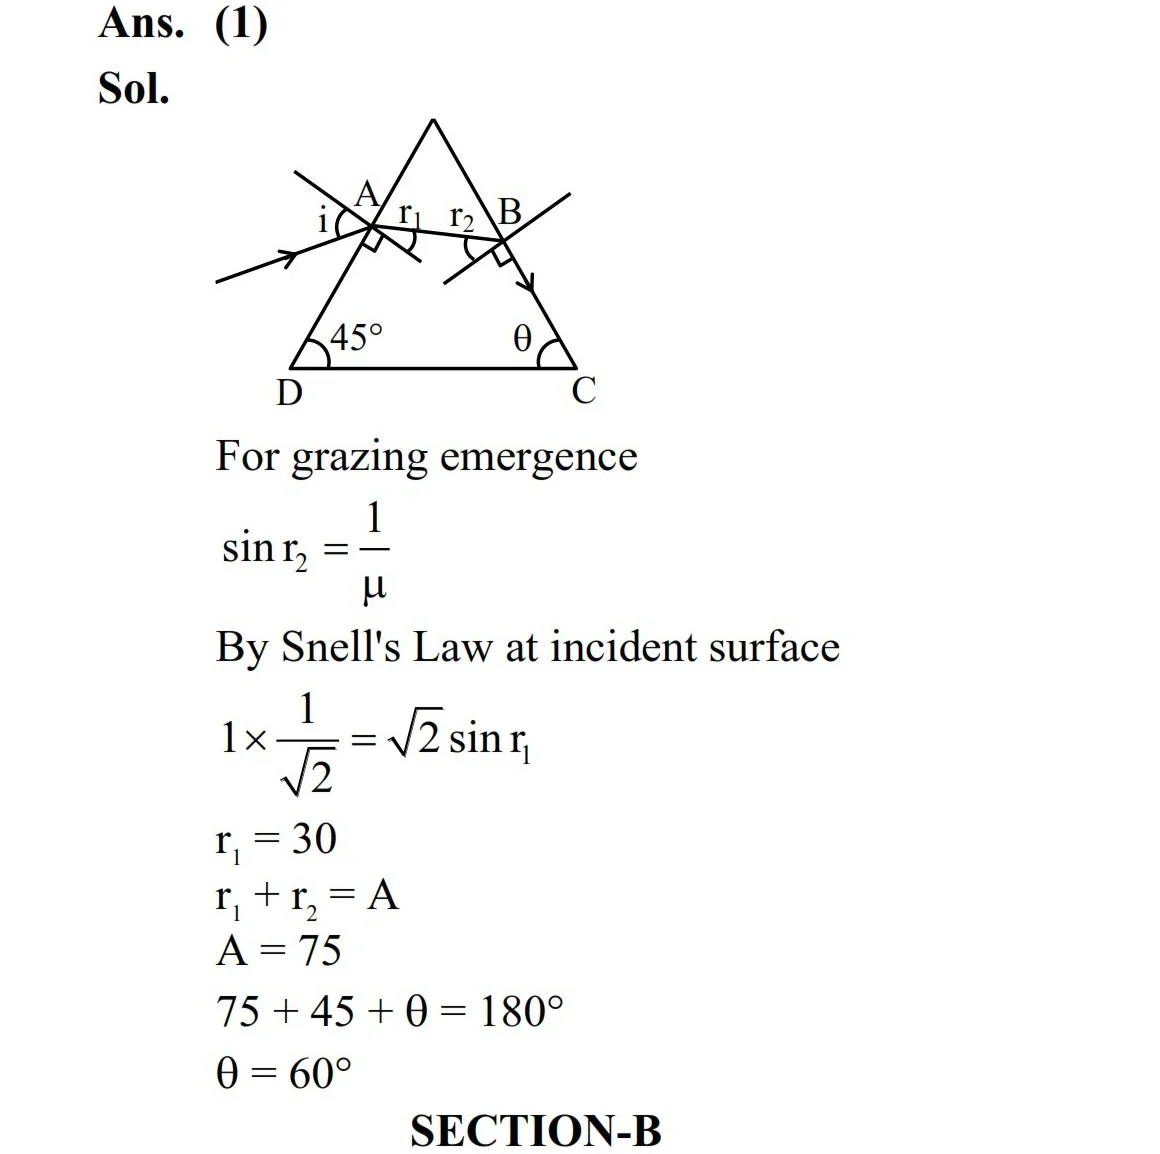 Ans. (1)
Sol.
A
i
r₁
r₂
B
45°
θ
D
C
For grazing emergence
sin r₂ = 1/μ
By Snell's Law at incident surface
1× 1/√2 = √2 sin r₁
r₁ = 30
r₁ + r₂ = A
A = 75
75 + 45 + θ = 180°
θ = 60°
SECTION-B